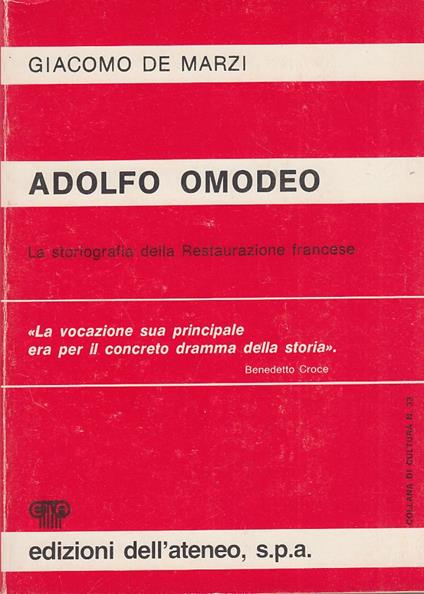 GIACOMO DE MARZI
ADOLFO OMODEO
La storiografia della Restaurazione francese
«La vocazione sua principale
era per il concreto dramma della storia».
Benedetto Croce
COLLANA DI CULTURA N. 33
edizioni dell'ateneo, s.p.a.